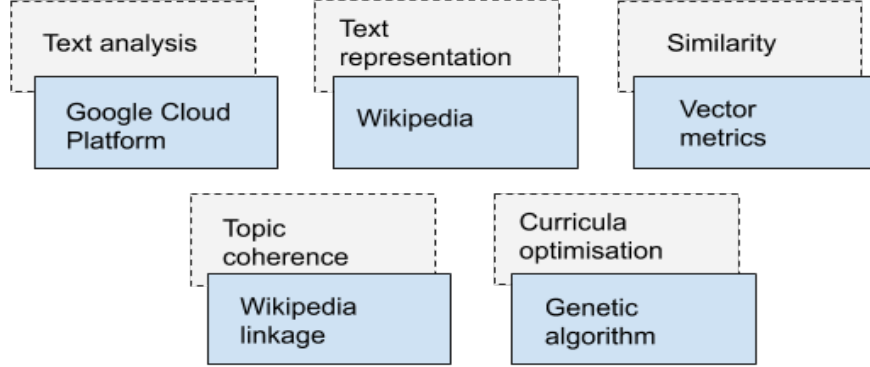 Text analysis
Google Cloud
Platform
Text
representation
Wikipedia
Similarity
Vector
metrics
Topic
coherence
Wikipedia
linkage
Curricula
optimisation
Genetic
algorithm